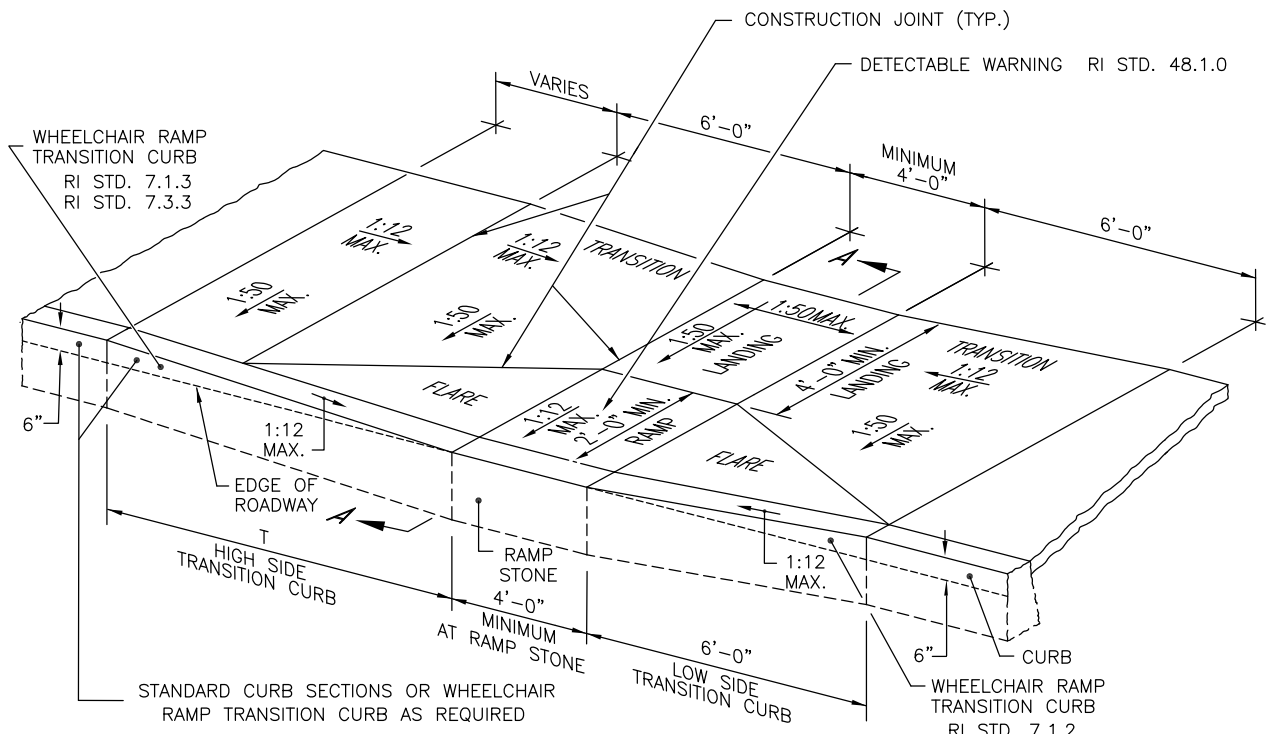 CONSTRUCTION JOINT (TYP.)
DETECTABLE WARNING RI STD. 48.1.0
VARIES
6'-0"
MINIMUM
4'-0"
6'-0"
WHEELCHAIR RAMP
TRANSITION CURB
RI STD. 7.1.3
RI STD. 7.3.3
1:12
MAX.
1:12
MAX.
TRANSITION
A
1:50
MAX.
1:50
MAX.
1:50
MAX.
LANDING
1:50MAX.
4'-0" MIN.
LANDING
TRANSITION
1:12
MAX.
1:50
MAX.
FLARE
1:12
MAX.
2'-0" MIN.
RAMP
FLARE
6"
1:12
MAX.
EDGE OF
ROADWAY
A
T
HIGH SIDE
TRANSITION CURB
RAMP
STONE
4'-0"
MINIMUM
AT RAMP STONE
1:12
MAX.
6'-0"
LOW SIDE
TRANSITION CURB
6"
CURB
WHEELCHAIR RAMP
TRANSITION CURB
RI STD. 7.1.2
STANDARD CURB SECTIONS OR WHEELCHAIR
RAMP TRANSITION CURB AS REQUIRED